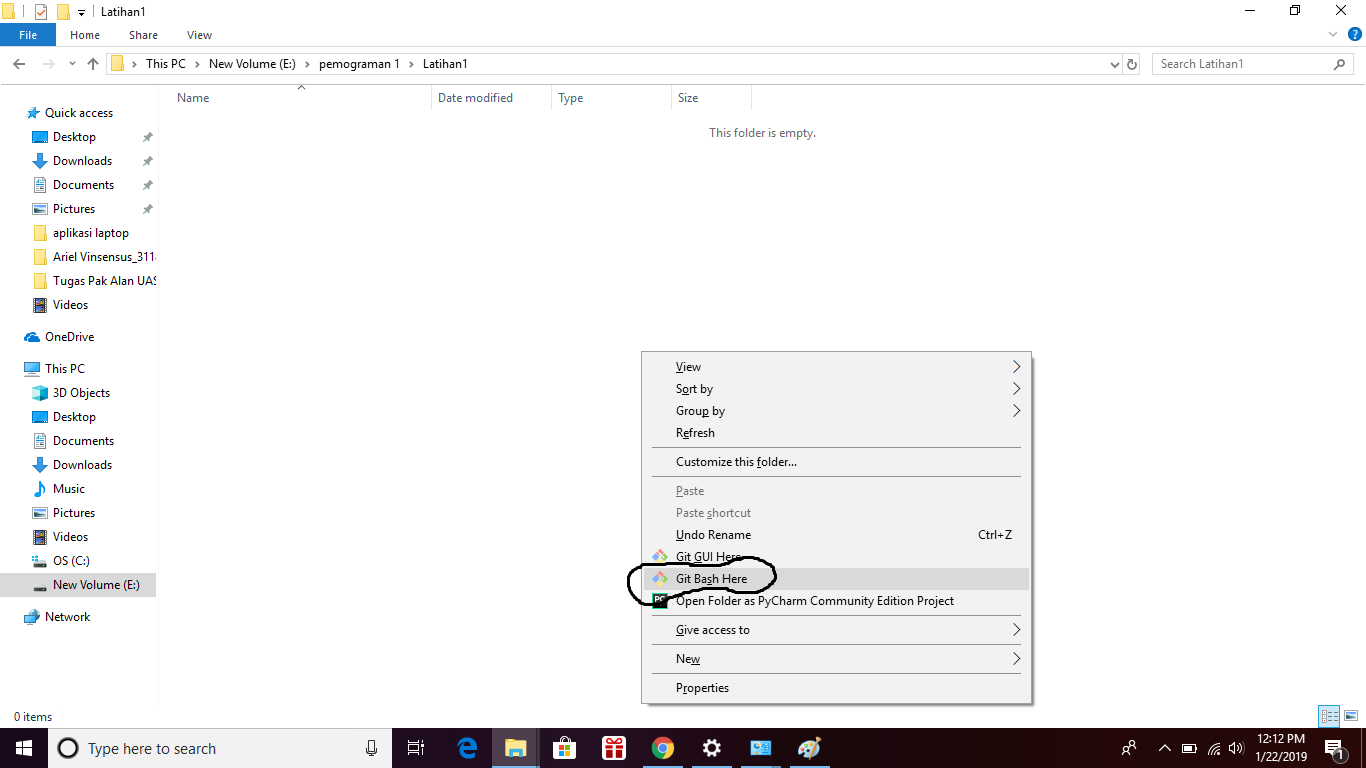 Latihan1
File Home Share View
This PC New Volume (E:) pemograman 1 Latihan1 Search Latihan1
Name Date modified Type Size
This folder is empty.
Quick access
Desktop
Downloads
Documents
Pictures
aplikasi laptop
Ariel Vinsensus_311
Tugas Pak Alan UAS
Videos
OneDrive
This PC
3D Objects
Desktop
Documents
Downloads
Music
Pictures
Videos
OS (C:)
New Volume (E:)
Network
View
Sort by
Group by
Refresh
Customize this folder...
Paste
Paste shortcut
Undo Rename Ctrl+Z
Git GUI Here
Git Bash Here
PC Open Folder as PyCharm Community Edition Project
Give access to
New
Properties
0 items
Type here to search
12:12 PM
1/22/2019
1